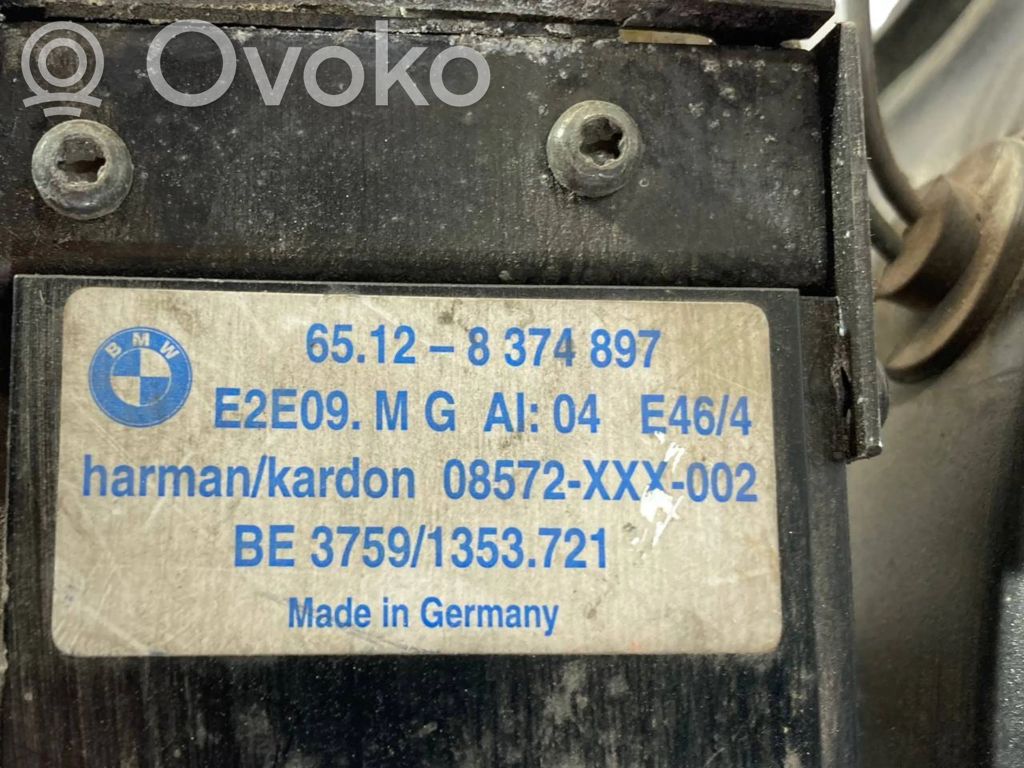 Ovoko
BMW
65.12 – 8 374 897
E2E09. M G AI: 04 E46/4
harman/kardon 08572-XXX-002
BE 3759/1353.721
Made in Germany